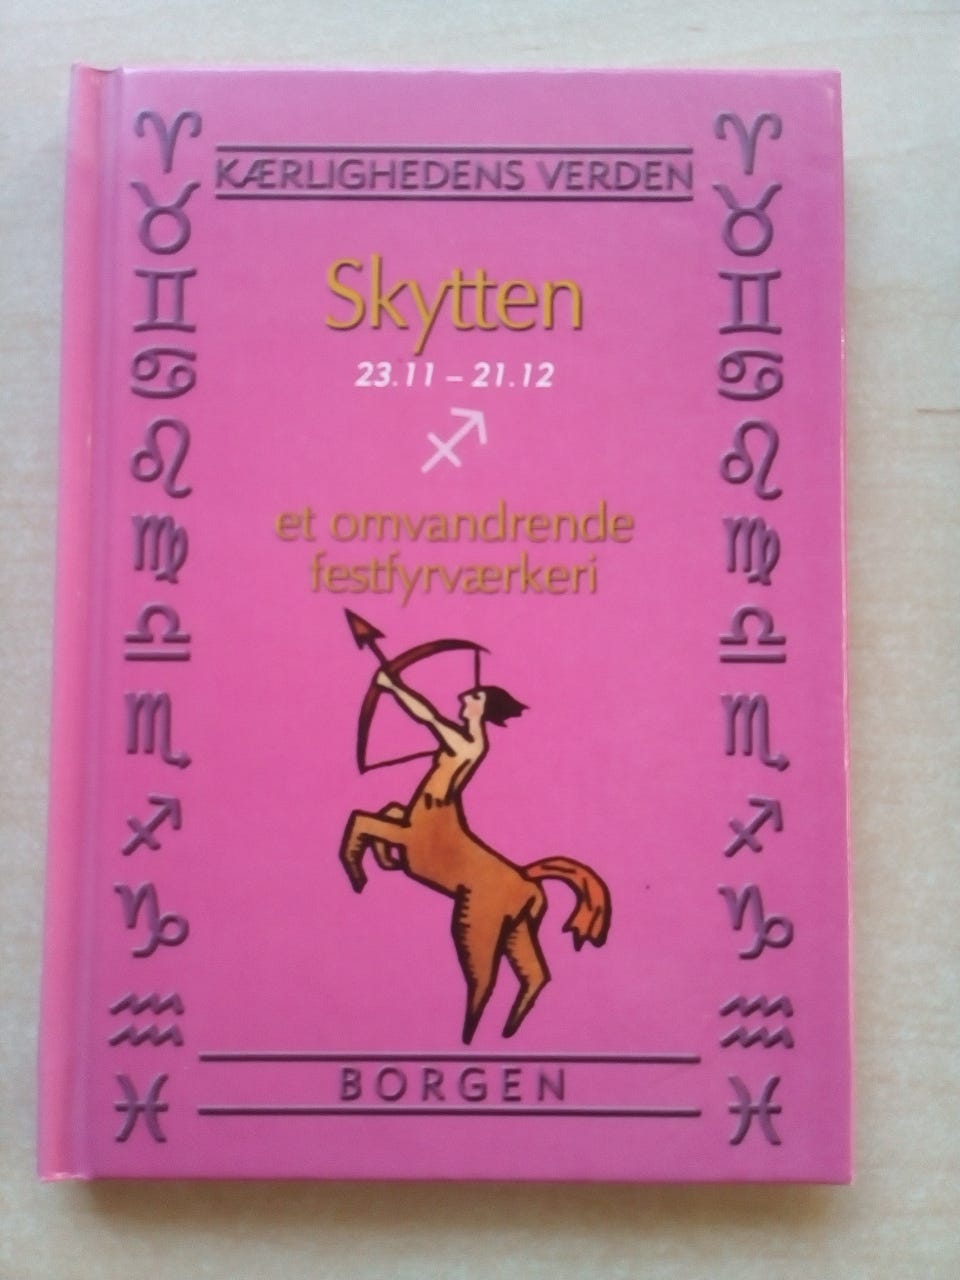 KÆRLIGHEDENS VERDEN
Skytten
23.11 – 21.12
et omvandrende
festfyrværkeri
BORGEN